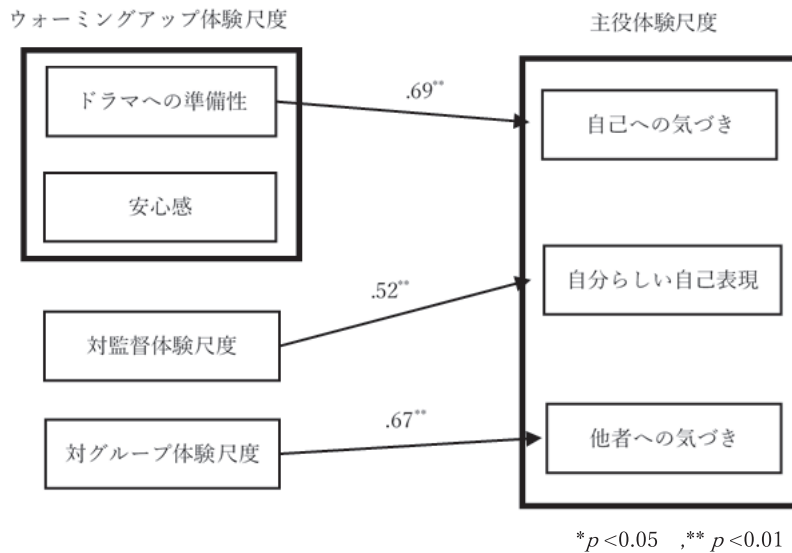 ウォーミングアップ体験尺度
主役体験尺度
ドラマへの準備性
.69**
自己への気づき
安心感
.52**
自分らしい自己表現
対監督体験尺度
.67**
対グループ体験尺度
他者への気づき
*p <0.05 ,** p <0.01